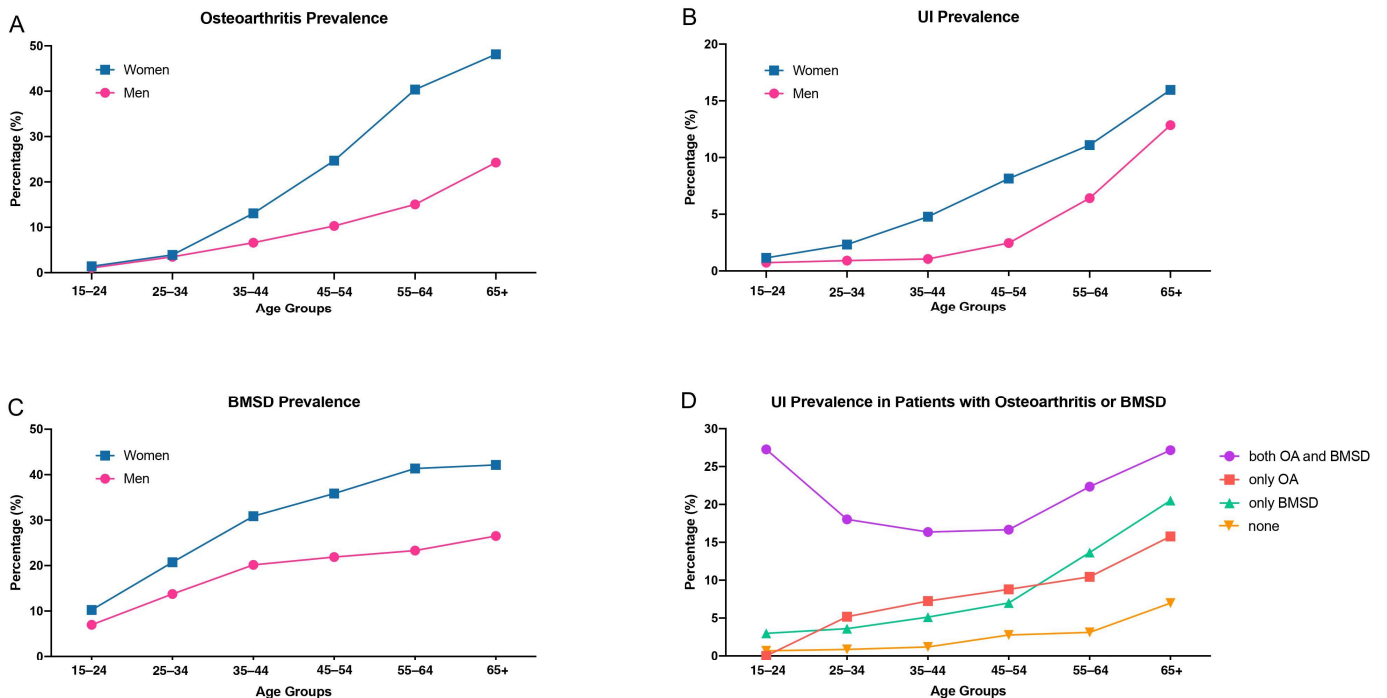 A
Osteoarthritis Prevalence
Percentage (%)
50
40
30
20
10
0
Women
Men
15–24 25–34 35–44 45–54 55–64 65+
Age Groups
B
UI Prevalence
Percentage (%)
20
15
10
5
0
Women
Men
15–24 25–34 35–44 45–54 55–64 65+
Age Groups
C
BMSD Prevalence
Percentage (%)
50
40
30
20
10
0
Women
Men
15–24 25–34 35–44 45–54 55–64 65+
Age Groups
D
UI Prevalence in Patients with Osteoarthritis or BMSD
Percentage (%)
30
25
20
15
10
5
0
both OA and BMSD
only OA
only BMSD
none
15–24 25–34 35–44 45–54 55–64 65+
Age Groups